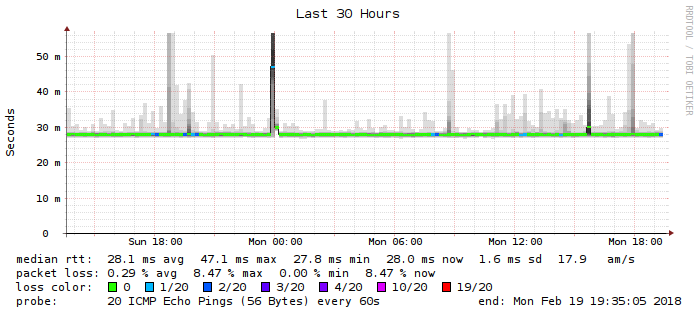 Last 30 Hours
RRDTOOL / TOBI OETIKER
Seconds
50 m
40 m
30 m
20 m
10 m
0
Sun 18:00 Mon 00:00 Mon 06:00 Mon 12:00 Mon 18:00
median rtt: 28.1 ms avg 47.1 ms max 27.8 ms min 28.0 ms now 1.6 ms sd 17.9 am/s
packet loss: 0.29 % avg 8.47 % max 0.00 % min 8.47 % now
loss color: 0 1/20 2/20 3/20 4/20 10/20 19/20
probe: 20 ICMP Echo Pings (56 Bytes) every 60s end: Mon Feb 19 19:35:05 2018